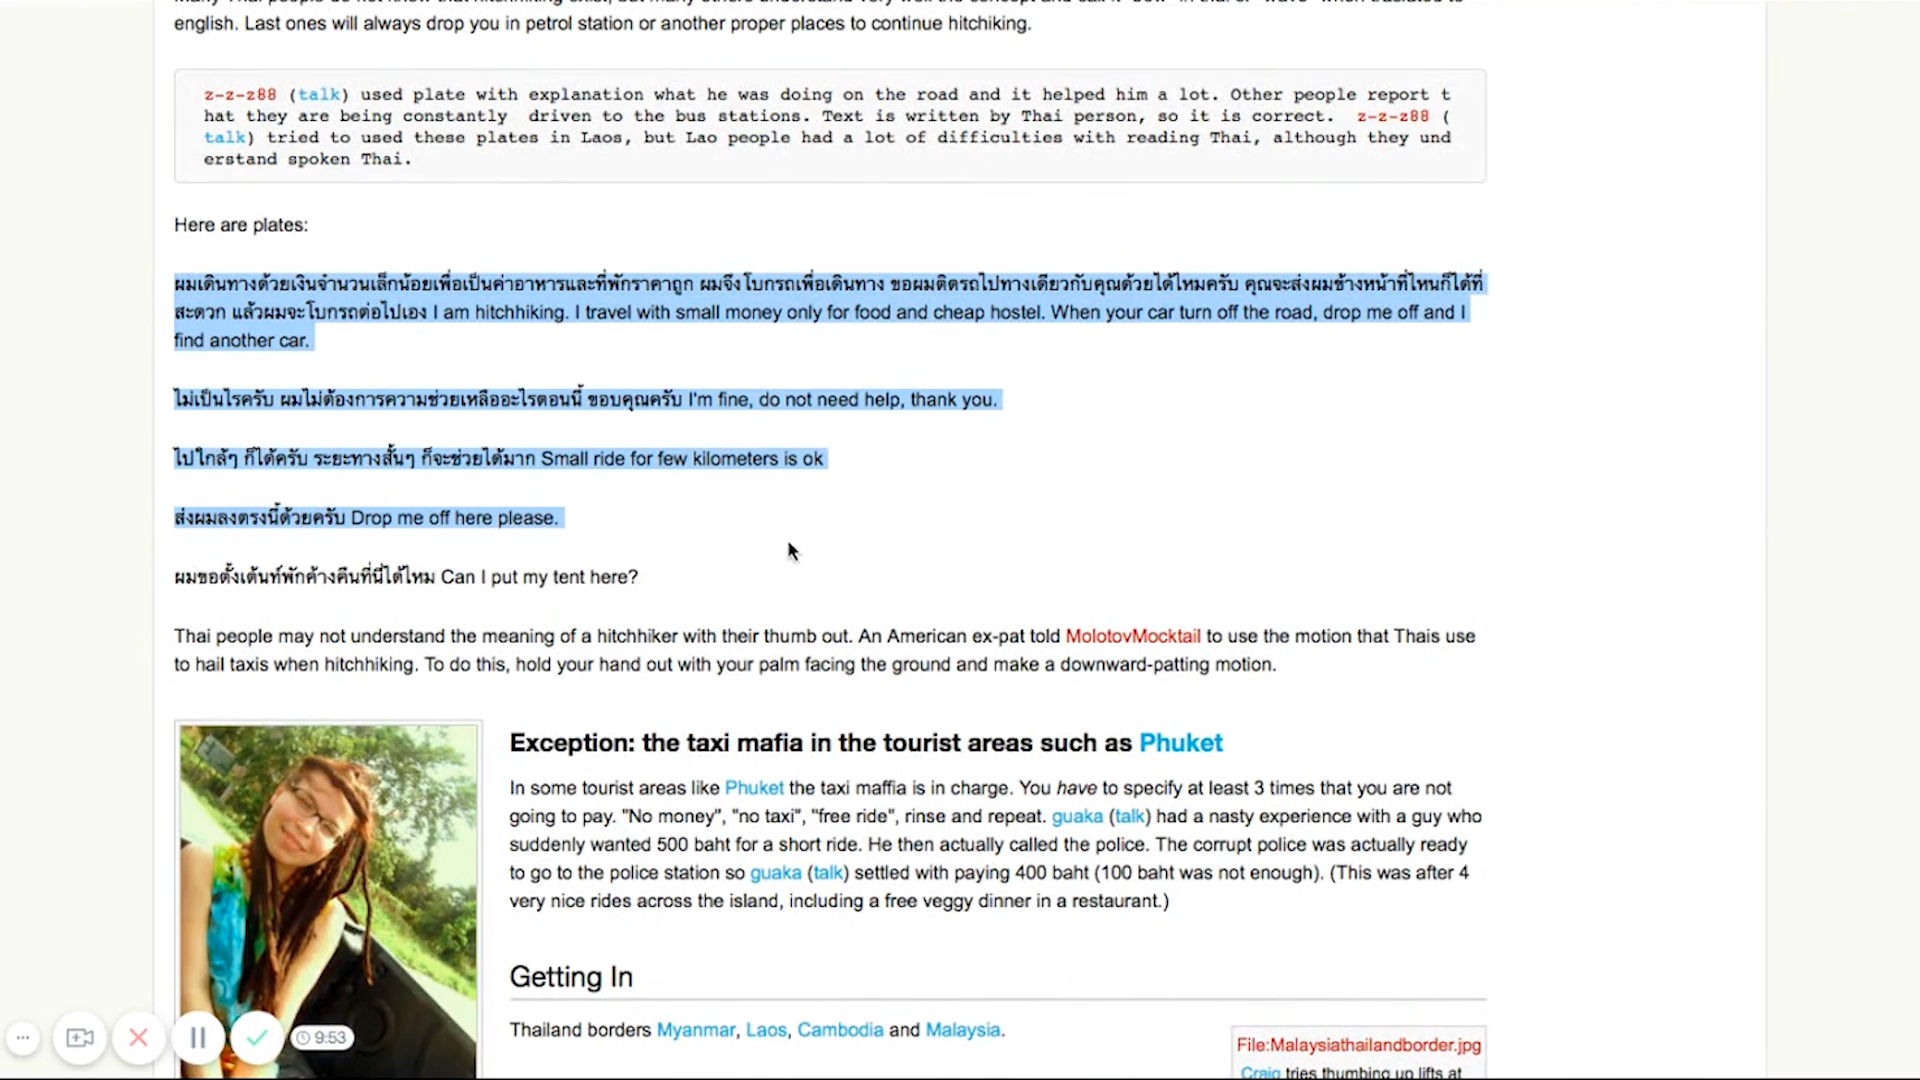 english. Last ones will always drop you in petrol station or another proper places to continue hitchiking.
z-z-z88 (talk) used plate with explanation what he was doing on the road and it helped him a lot. Other people report t
hat they are being constantly  driven to the bus stations. Text is written by Thai person, so it is correct.  z-z-z88 (
talk) tried to used these plates in Laos, but Lao people had a lot of difficulties with reading Thai, although they und
erstand spoken Thai.
Here are plates:
ผมเดินทางด้วยเงินจำนวนเล็กน้อยเพื่อเป็นค่าอาหารและที่พักราคาถูก ผมจึงโบกรถเพื่อเดินทาง ขอผมติดรถไปทางเดียวกับคุณด้วยได้ไหมครับ คุณจะส่งผมข้างหน้าที่ไหนก็ได้ที่
สะดวก แล้วผมจะโบกรถต่อไปเอง I am hitchhiking. I travel with small money only for food and cheap hostel. When your car turn off the road, drop me off and I
find another car.
ไม่เป็นไรครับ ผมไม่ต้องการความช่วยเหลืออะไรตอนนี้ ขอบคุณครับ I'm fine, do not need help, thank you.
ไปใกล้ๆ ก็ได้ครับ ระยะทางสั้นๆ ก็จะช่วยได้มาก Small ride for few kilometers is ok
ส่งผมลงตรงนี้ด้วยครับ Drop me off here please.
ผมขอตั้งเต้นท์พักค้างคืนที่นี่ได้ไหม Can I put my tent here?
Thai people may not understand the meaning of a hitchhiker with their thumb out. An American ex-pat told MolotovMocktail to use the motion that Thais use
to hail taxis when hitchhiking. To do this, hold your hand out with your palm facing the ground and make a downward-patting motion.
Exception: the taxi mafia in the tourist areas such as Phuket
In some tourist areas like Phuket the taxi maffia is in charge. You have to specify at least 3 times that you are not
going to pay. "No money", "no taxi", "free ride", rinse and repeat. guaka (talk) had a nasty experience with a guy who
suddenly wanted 500 baht for a short ride. He then actually called the police. The corrupt police was actually ready
to go to the police station so guaka (talk) settled with paying 400 baht (100 baht was not enough). (This was after 4
very nice rides across the island, including a free veggy dinner in a restaurant.)
Getting In
Thailand borders Myanmar, Laos, Cambodia and Malaysia.
File:Malaysiathailandborder.jpg
Craig tries thumbing up lifts at
9:53